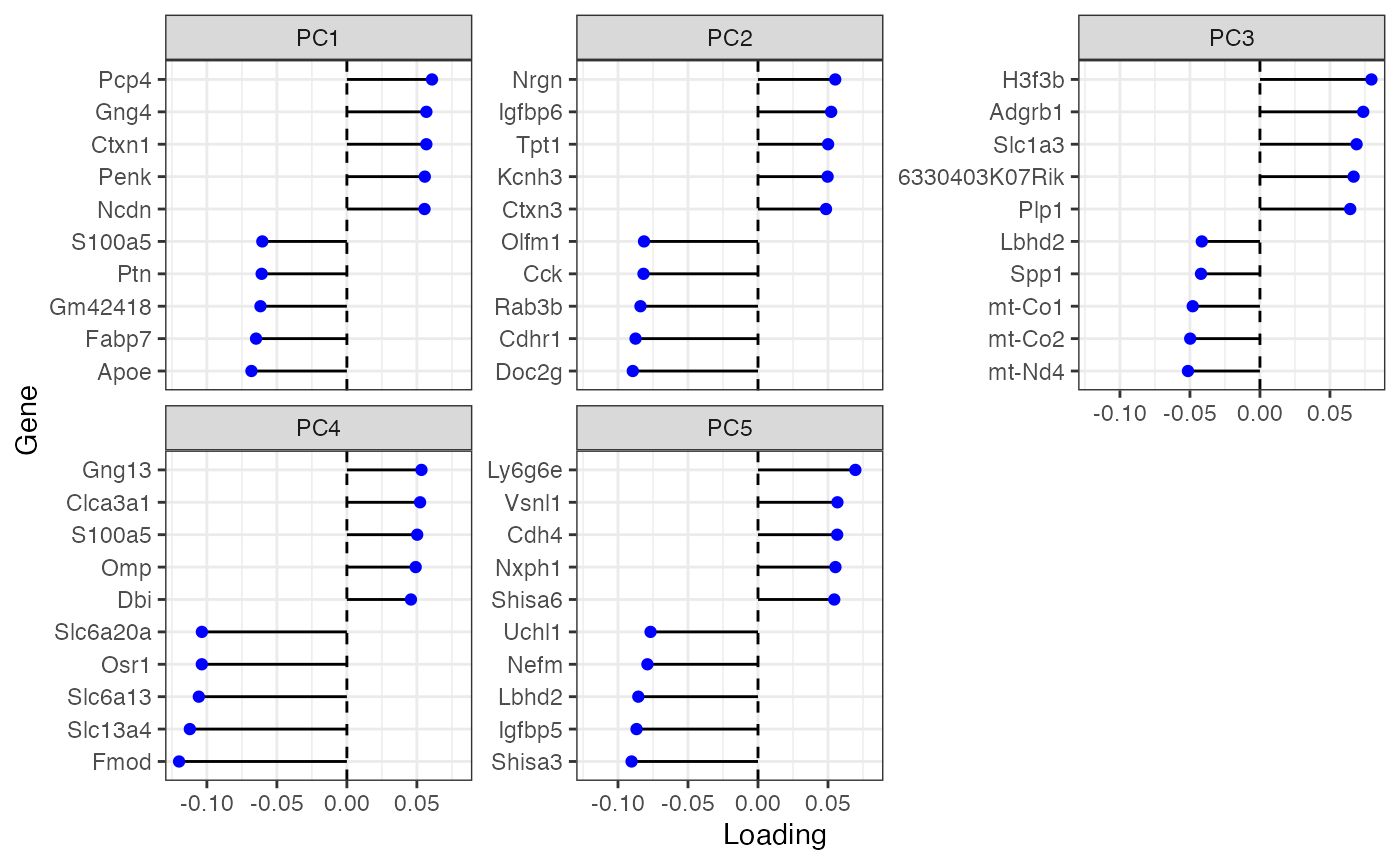 PC1
Pcp4
Gng4
Ctxn1
Penk
Ncdn
S100a5
Ptn
Gm42418
Fabp7
Apoe
PC2
Nrgn
Igfbp6
Tpt1
Kcnh3
Ctxn3
Olfm1
Cck
Rab3b
Cdhr1
Doc2g
PC3
H3f3b
Adgrb1
Slc1a3
6330403K07Rik
Plp1
Lbhd2
Spp1
mt-Co1
mt-Co2
mt-Nd4
-0.10 -0.05 0.00 0.05
Gene
PC4
Gng13
Clca3a1
S100a5
Omp
Dbi
Slc6a20a
Osr1
Slc6a13
Slc13a4
Fmod
-0.10 -0.05 0.00 0.05
PC5
Ly6g6e
Vsnl1
Cdh4
Nxph1
Shisa6
Uchl1
Nefm
Lbhd2
Igfbp5
Shisa3
-0.10 -0.05 0.00 0.05
Loading